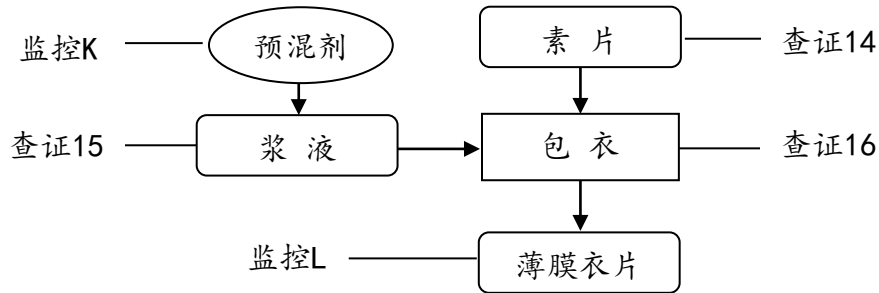 监控K
预混剂
素 片
查证14
查证15
浆 液
包 衣
查证16
监控L
薄膜衣片